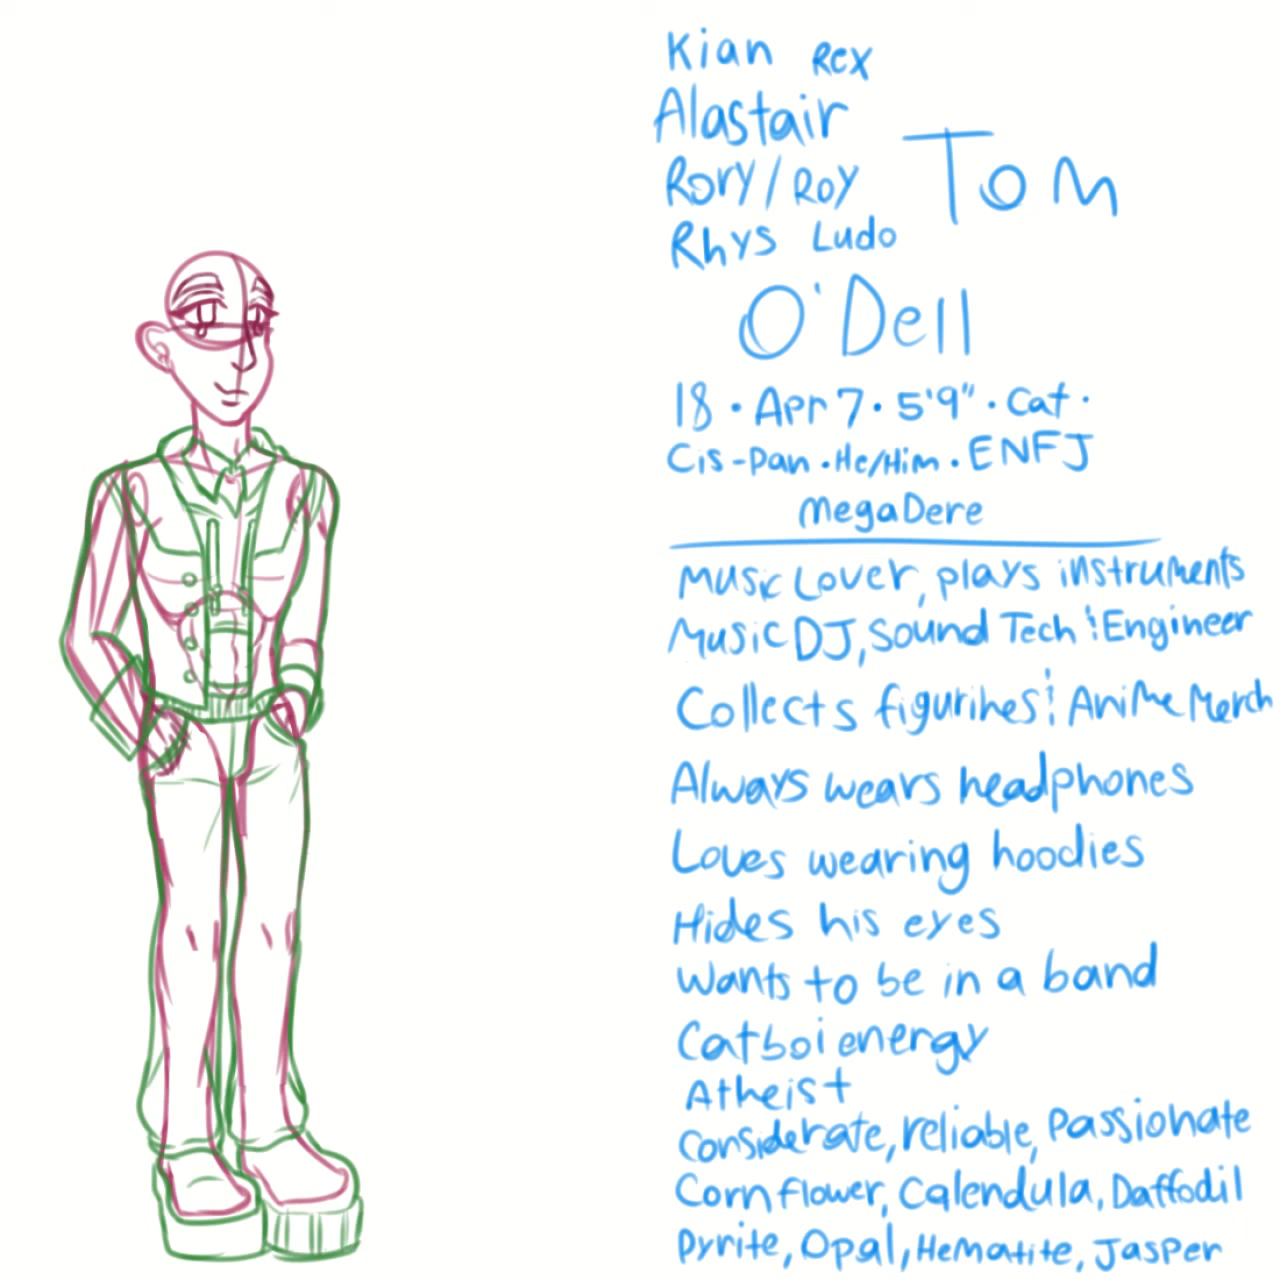 Kian Rex
Alastair
Rory/Roy
Tom
Rhys Ludo
O'Dell
18 · Apr 7 · 5'9" · Cat ·
Cis-Pan · He/Him · ENFJ
MegaDere
Music Lover, plays instruments
Music DJ, Sound Tech & Engineer
Collects figurines & Anime Merch
Always wears headphones
Loves wearing hoodies
Hides his eyes
Wants to be in a band
Catboi energy
Atheist
Considerate, reliable, Passionate
Cornflower, Calendula, Daffodil
Pyrite, Opal, Hematite, Jasper